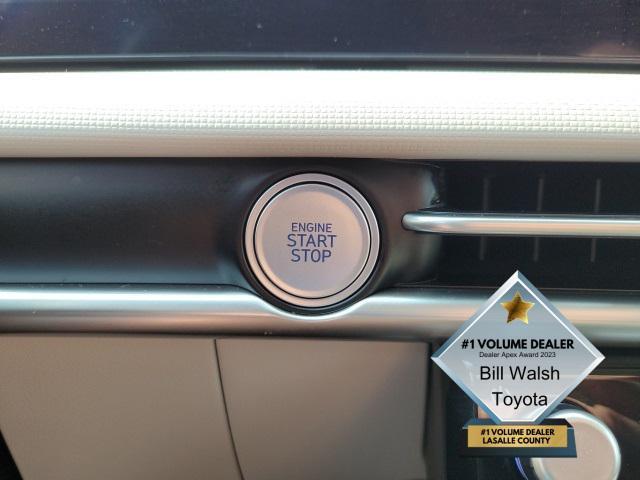 ENGINE
START
STOP
#1 VOLUME DEALER
Dealer Apex Award 2023
Bill Walsh
Toyota
#1 VOLUME DEALER
LASALLE COUNTY